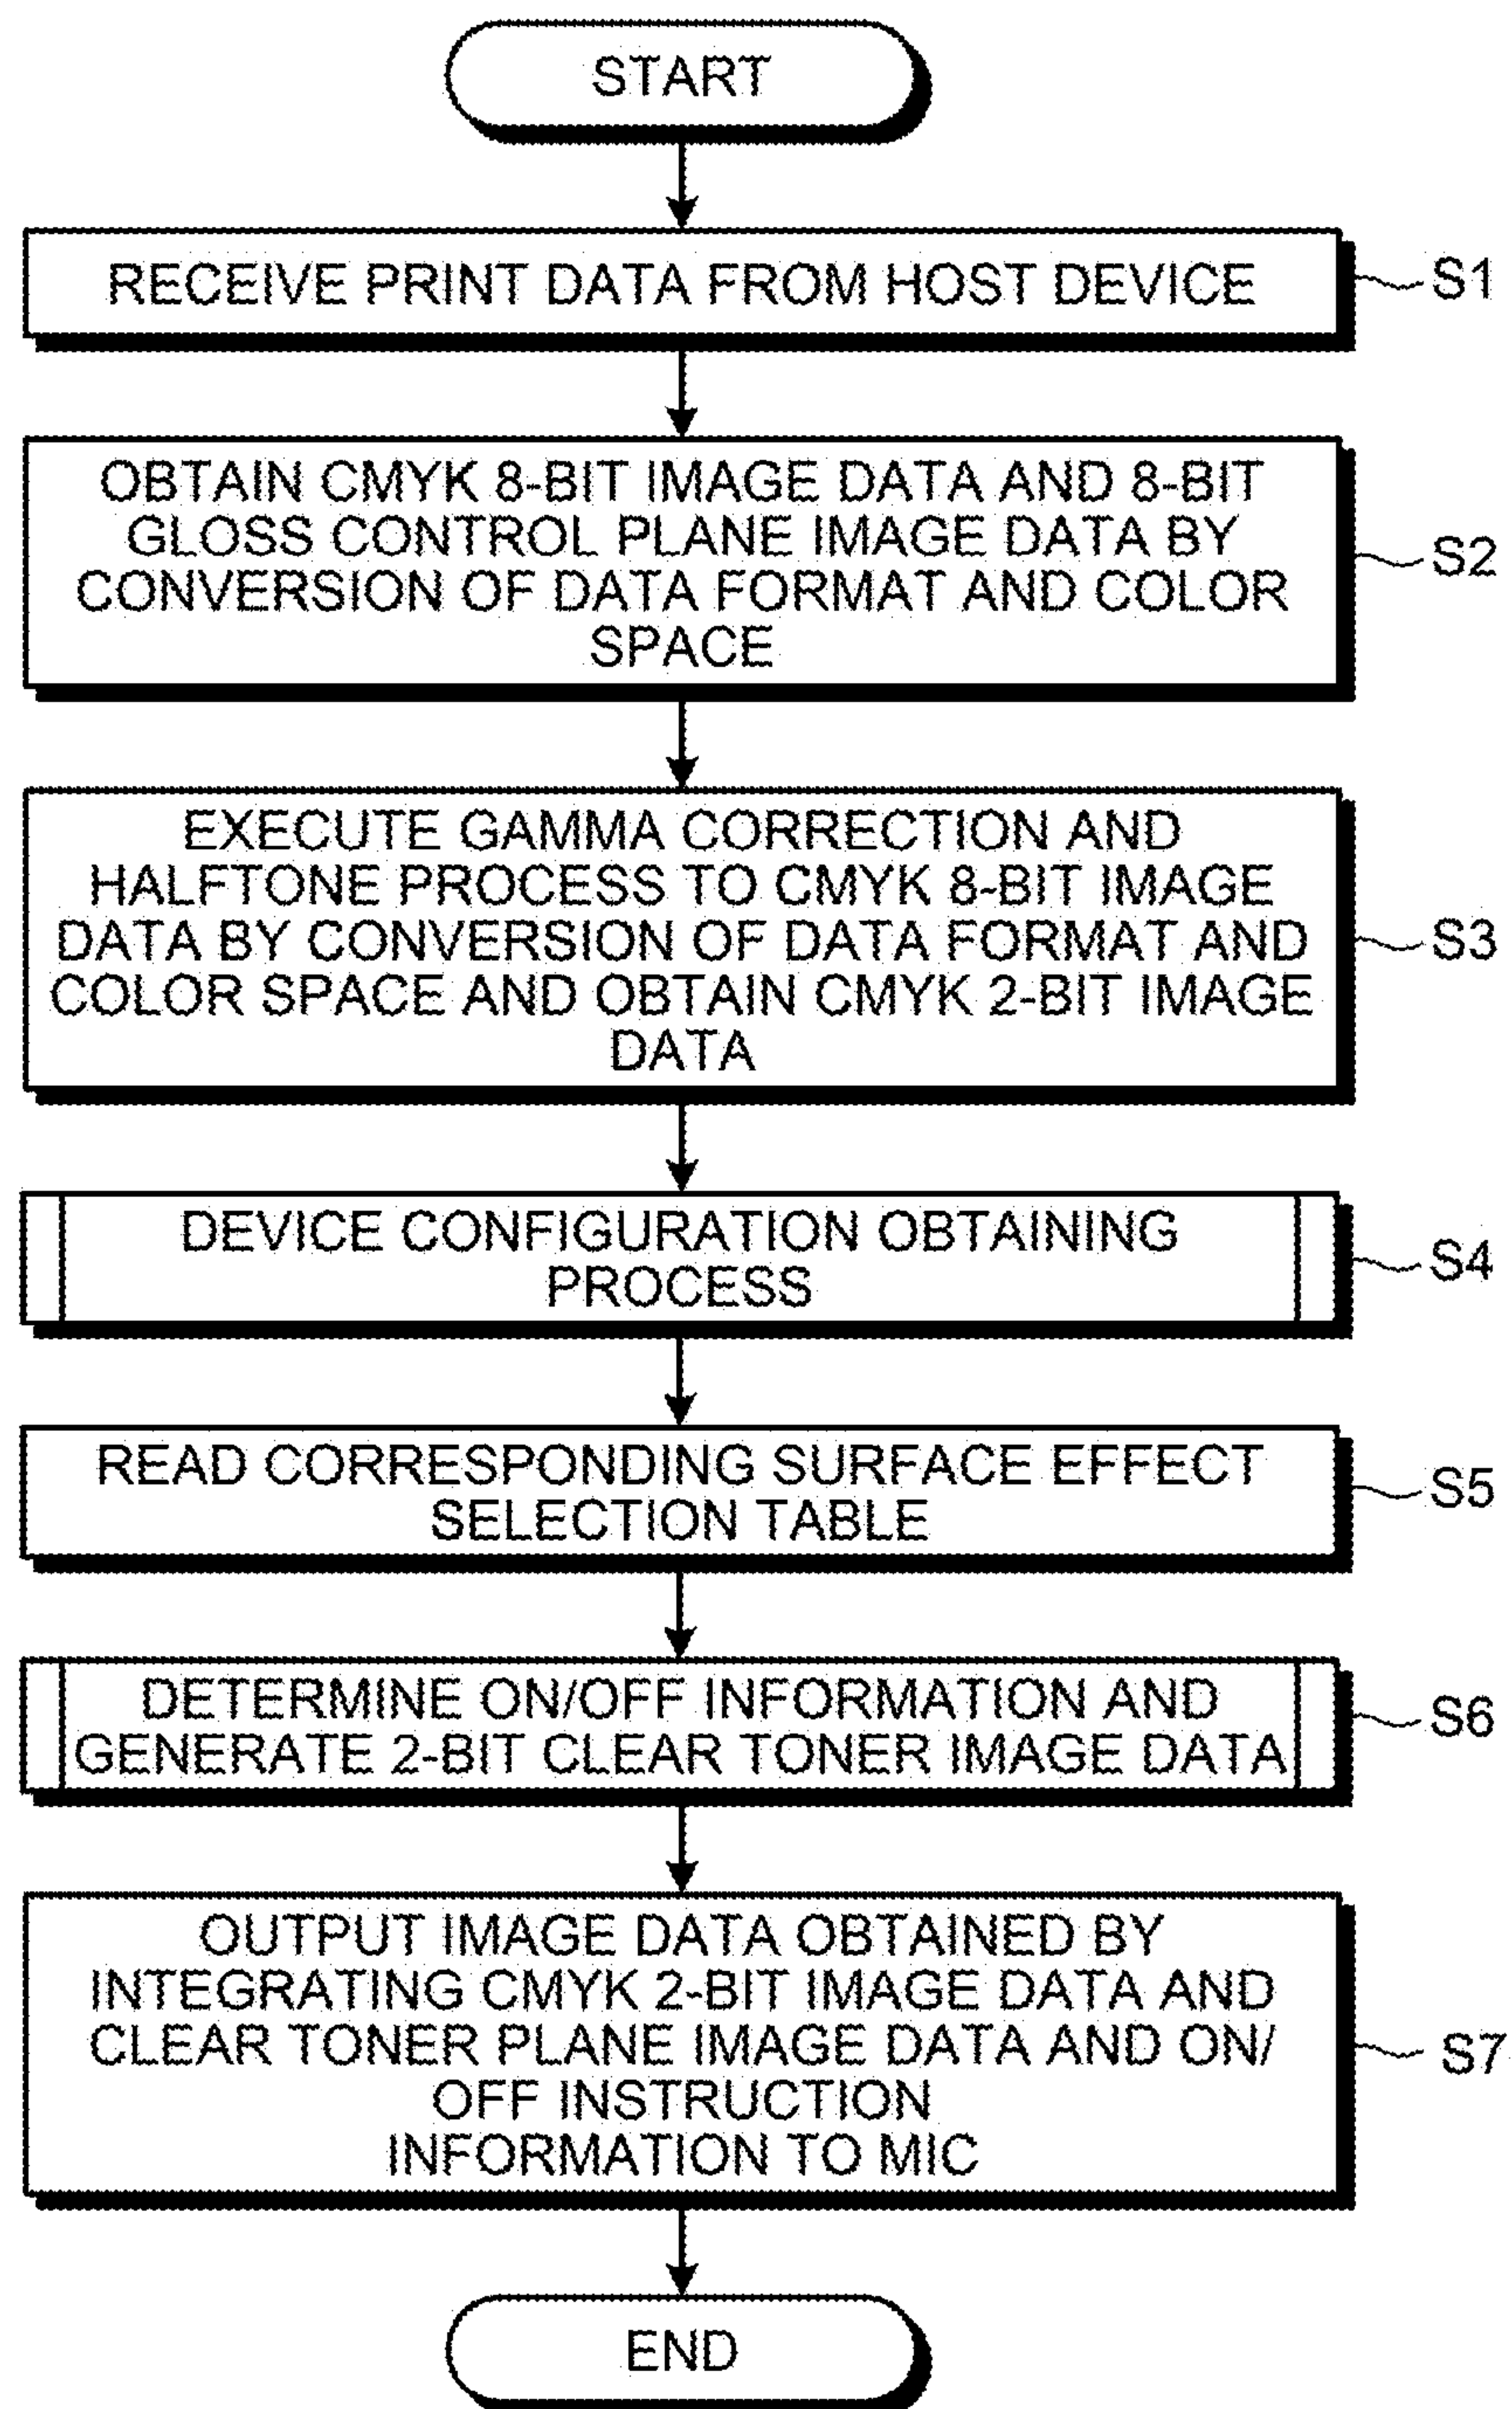 START
RECEIVE PRINT DATA FROM HOST DEVICE
S1
OBTAIN CMYK 8-BIT IMAGE DATA AND 8-BIT
GLOSS CONTROL PLANE IMAGE DATA BY
CONVERSION OF DATA FORMAT AND COLOR
SPACE
S2
EXECUTE GAMMA CORRECTION AND
HALFTONE PROCESS TO CMYK 8-BIT IMAGE
DATA BY CONVERSION OF DATA FORMAT AND
COLOR SPACE AND OBTAIN CMYK 2-BIT IMAGE
DATA
S3
DEVICE CONFIGURATION OBTAINING
PROCESS
S4
READ CORRESPONDING SURFACE EFFECT
SELECTION TABLE
S5
DETERMINE ON/OFF INFORMATION AND
GENERATE 2-BIT CLEAR TONER IMAGE DATA
S6
OUTPUT IMAGE DATA OBTAINED BY
INTEGRATING CMYK 2-BIT IMAGE DATA AND
CLEAR TONER PLANE IMAGE DATA AND ON/
OFF INSTRUCTION
INFORMATION TO MIC
S7
END